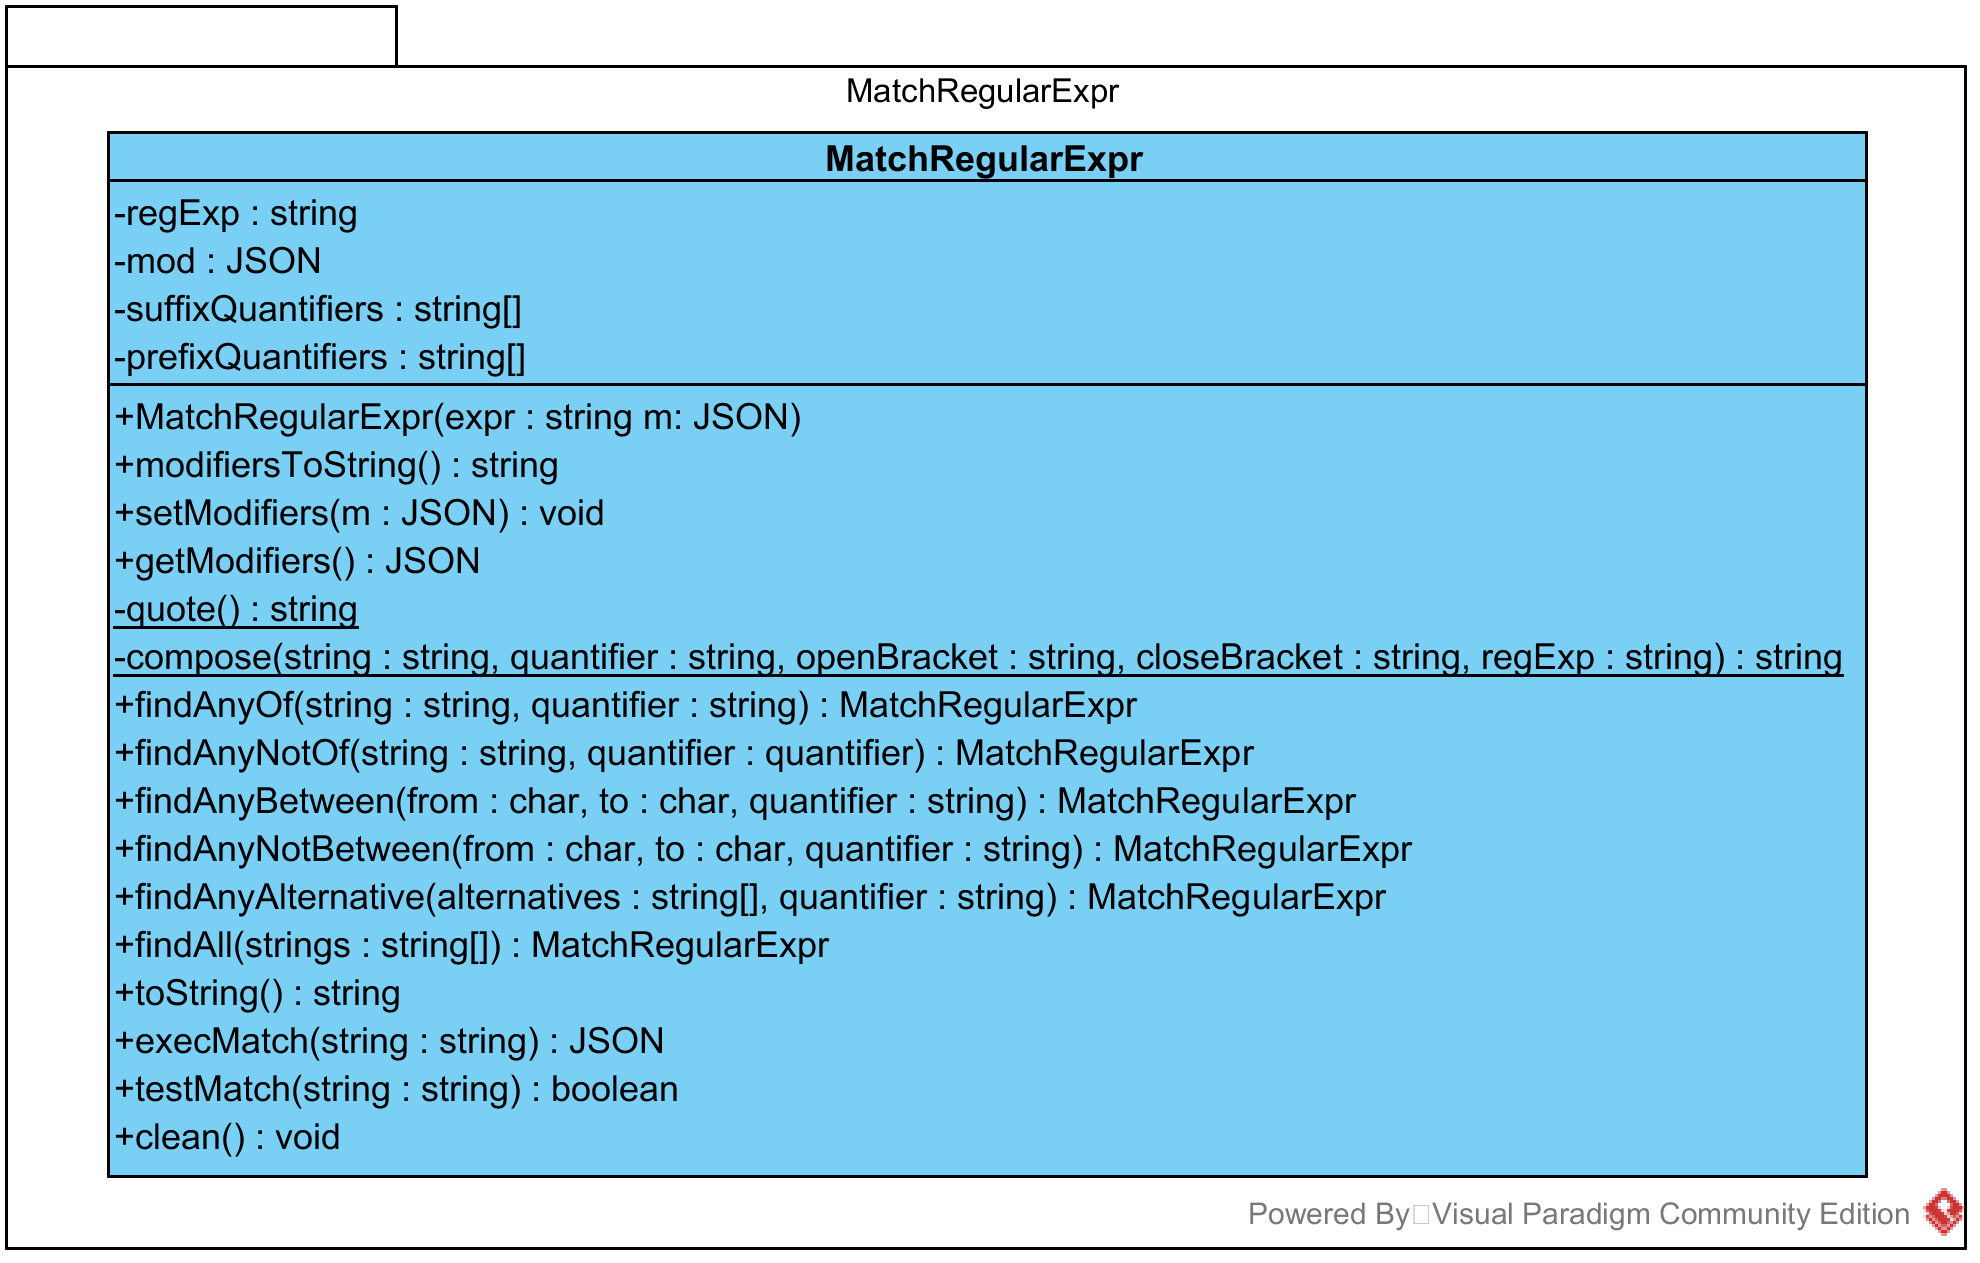 MatchRegularExpr
MatchRegularExpr
-regExp : string
-mod : JSON
-suffixQuantifiers : string[]
-prefixQuantifiers : string[]
+MatchRegularExpr(expr : string m: JSON)
+modifiersToString() : string
+setModifiers(m : JSON) : void
+getModifiers() : JSON
-quote() : string
-compose(string : string, quantifier : string, openBracket : string, closeBracket : string, regExp : string) : string
+findAnyOf(string : string, quantifier : string) : MatchRegularExpr
+findAnyNotOf(string : string, quantifier : quantifier) : MatchRegularExpr
+findAnyBetween(from : char, to : char, quantifier : string) : MatchRegularExpr
+findAnyNotBetween(from : char, to : char, quantifier : string) : MatchRegularExpr
+findAnyAlternative(alternatives : string[], quantifier : string) : MatchRegularExpr
+findAll(strings : string[]) : MatchRegularExpr
+toString() : string
+execMatch(string : string) : JSON
+testMatch(string : string) : boolean
+clean() : void
Powered By□Visual Paradigm Community Edition